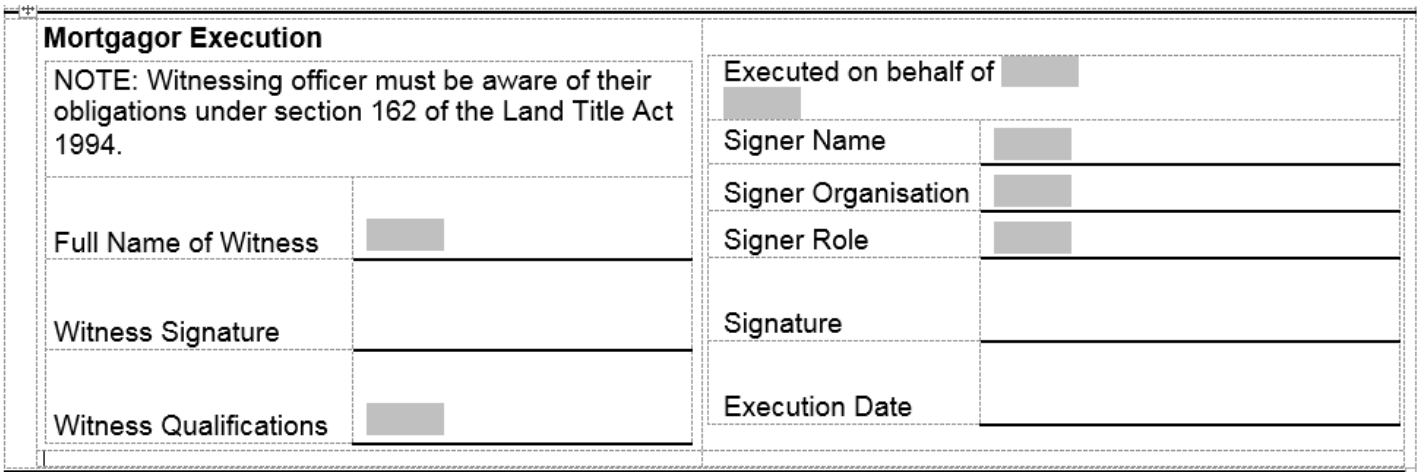 Mortgagor Execution
NOTE: Witnessing officer must be aware of their
obligations under section 162 of the Land Title Act
1994.
Full Name of Witness
Witness Signature
Witness Qualifications
Executed on behalf of
Signer Name
Signer Organisation
Signer Role
Signature
Execution Date